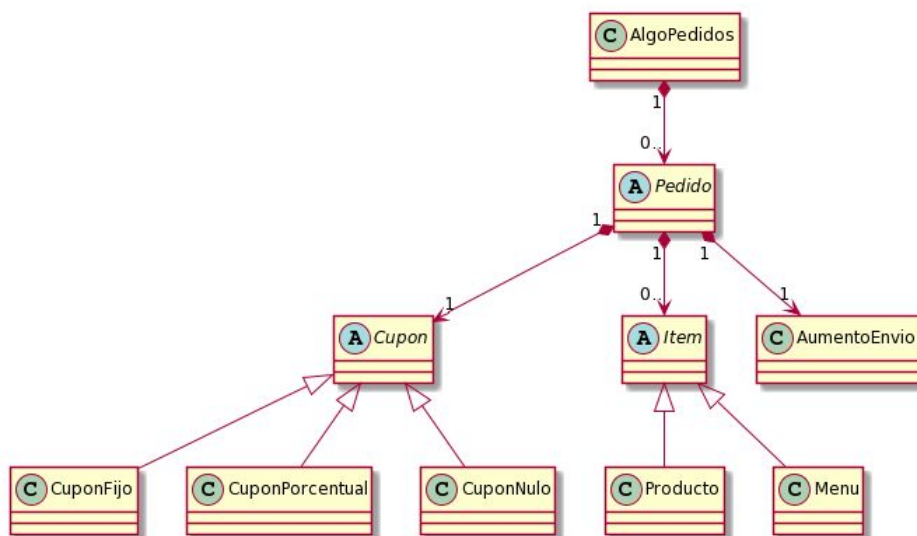 C AlgoPedidos
1
0..
A Pedido
1
1
1
1
0..
1
A Cupon
A Item
C AumentoEnvio
C CuponFijo
C CuponPorcentual
C CuponNulo
C Producto
C Menu